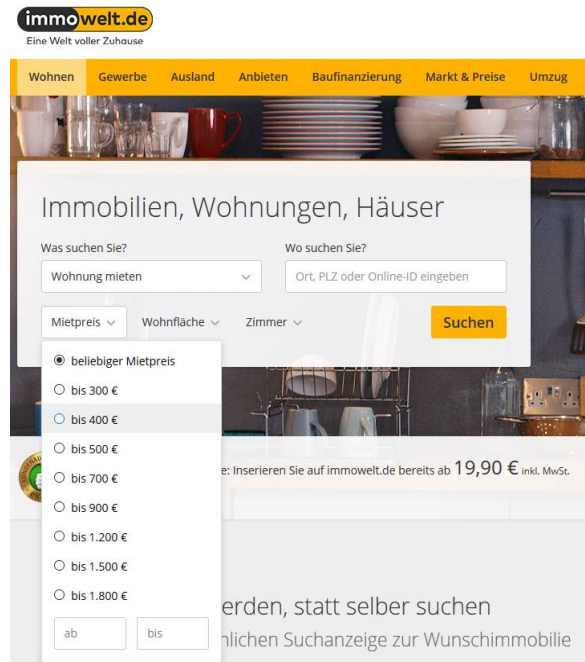 immowelt.de
Eine Welt voller Zuhause
Wohnen Gewerbe Ausland Anbieten Baufinanzierung Markt & Preise Umzug
Immobilien, Wohnungen, Häuser
Was suchen Sie? Wo suchen Sie?
Wohnung mieten Ort, PLZ oder Online-ID eingeben
Mietpreis Wohnfläche Zimmer Suchen
beliebiger Mietpreis
bis 300 €
bis 400 €
bis 500 €
bis 700 €
bis 900 €
bis 1.200 €
bis 1.500 €
bis 1.800 €
ab bis
e: Inserieren Sie auf immowelt.de bereits ab 19,90 € inkl. MwSt.
erden, statt selber suchen
nlichen Suchanzeige zur Wunschimmobilie